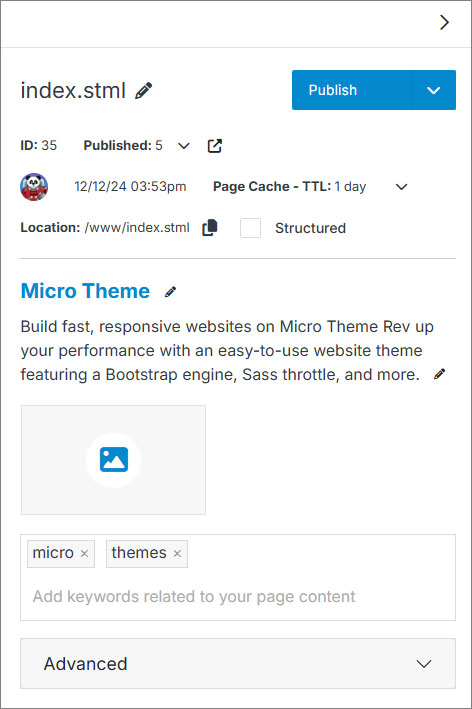 index.stml
Publish
ID: 35 Published: 5
12/12/24 03:53pm Page Cache - TTL: 1 day
Location: /www/index.stml Structured
Micro Theme
Build fast, responsive websites on Micro Theme Rev up
your performance with an easy-to-use website theme
featuring a Bootstrap engine, Sass throttle, and more.
micro × themes ×
Add keywords related to your page content
Advanced